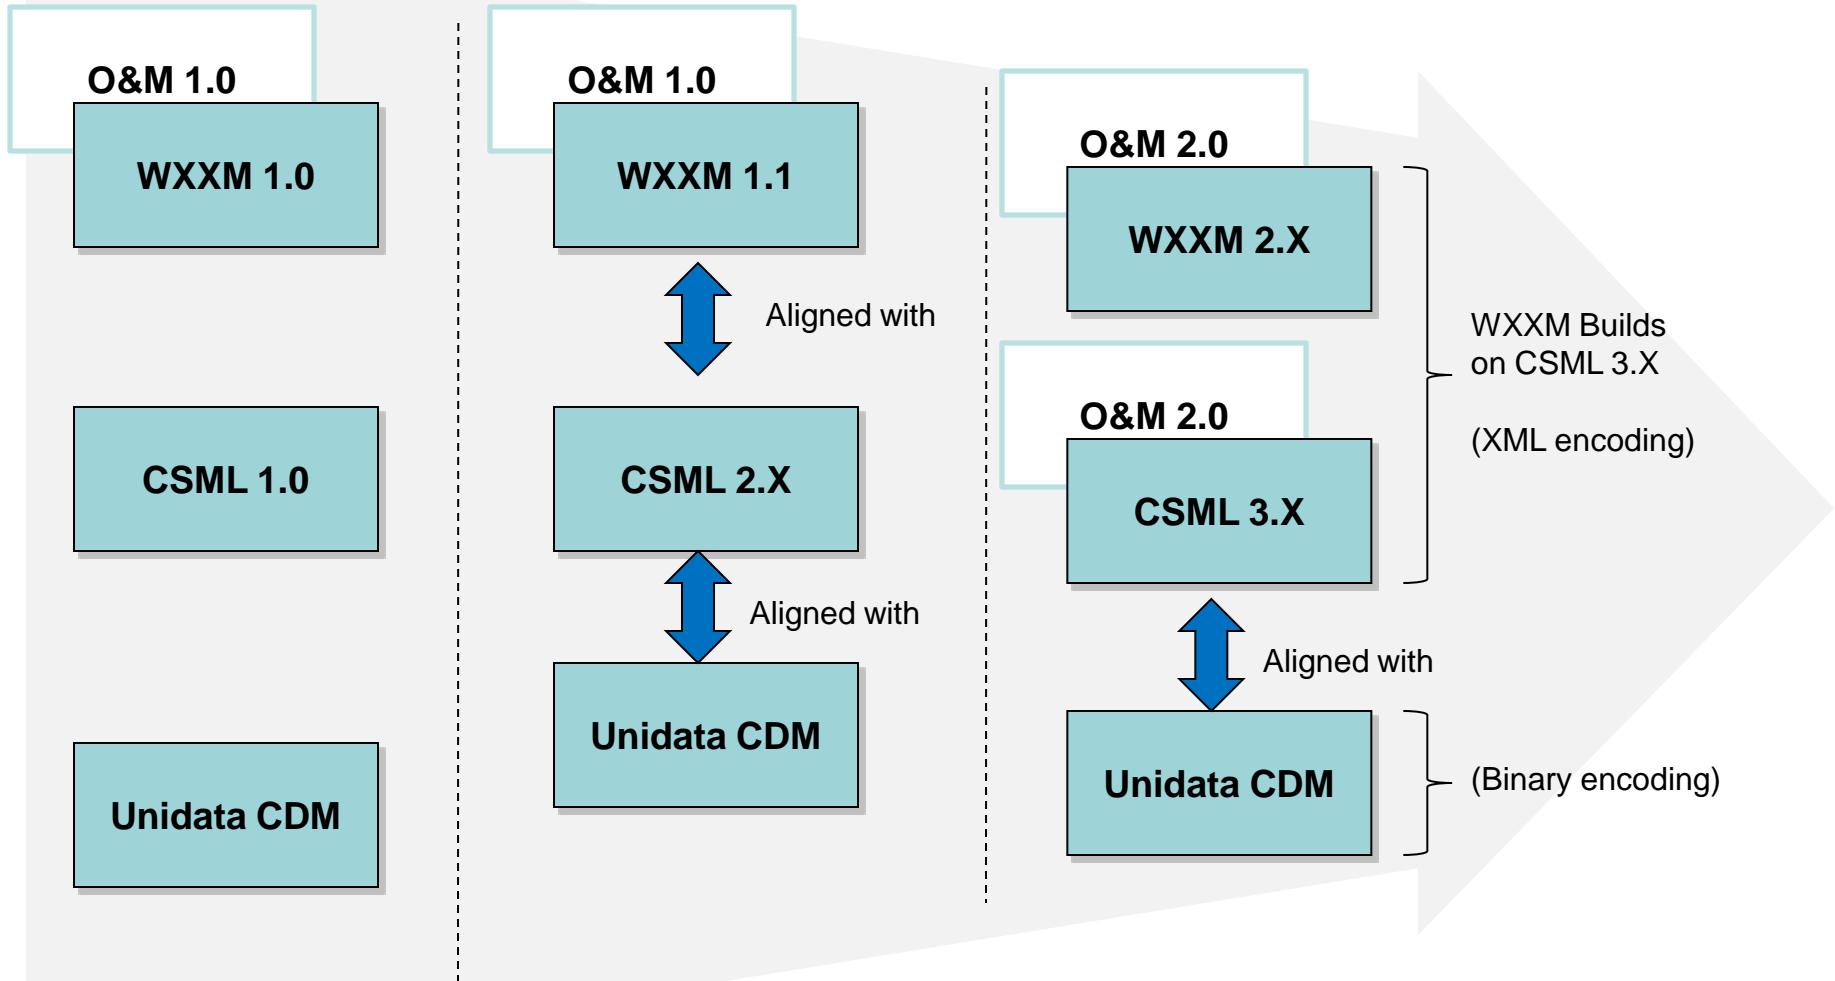 O&M 1.0
WXXM 1.0
CSML 1.0
Unidata CDM
O&M 1.0
WXXM 1.1
Aligned with
CSML 2.X
Aligned with
Unidata CDM
O&M 2.0
WXXM 2.X
O&M 2.0
CSML 3.X
Aligned with
Unidata CDM
WXXM Builds
on CSML 3.X
(XML encoding)
(Binary encoding)